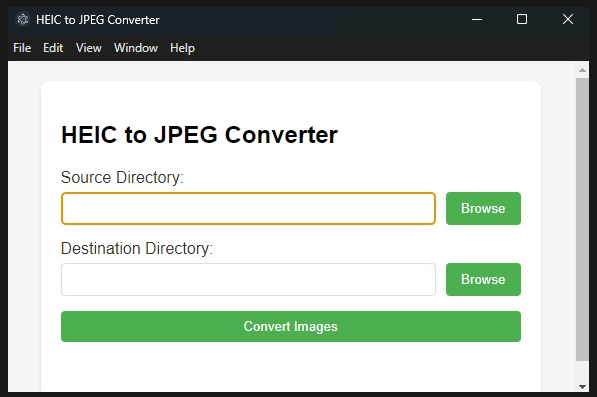 HEIC to JPEG Converter
File Edit View Window Help
HEIC to JPEG Converter
Source Directory:
Browse
Destination Directory:
Browse
Convert Images